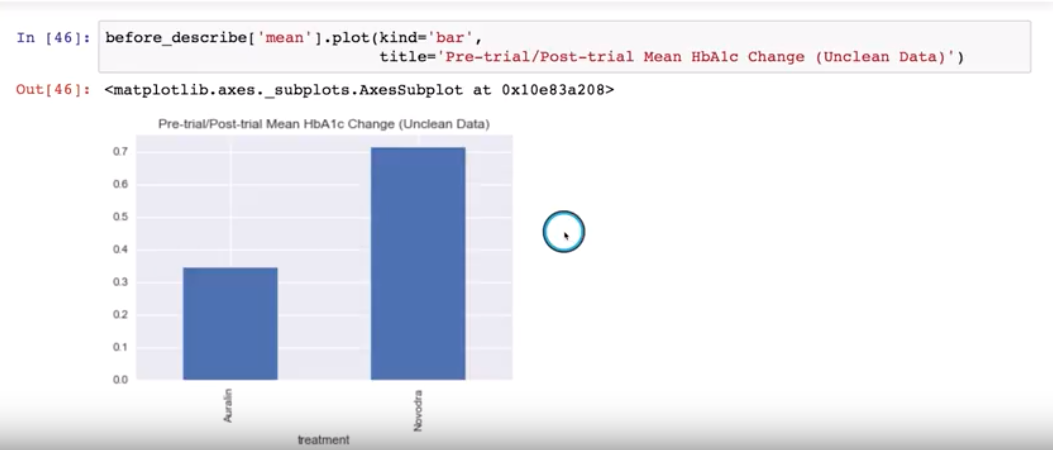 In [46]: before_describe['mean'].plot(kind='bar',
title='Pre-trial/Post-trial Mean HbA1c Change (Unclean Data)')
Out[46]: <matplotlib.axes._subplots.AxesSubplot at 0x10e83a208>
Pre-trial/Post-trial Mean HbA1c Change (Unclean Data)
0.7
0.6
0.5
0.4
0.3
0.2
0.1
0.0
Auralin
Novodra
treatment